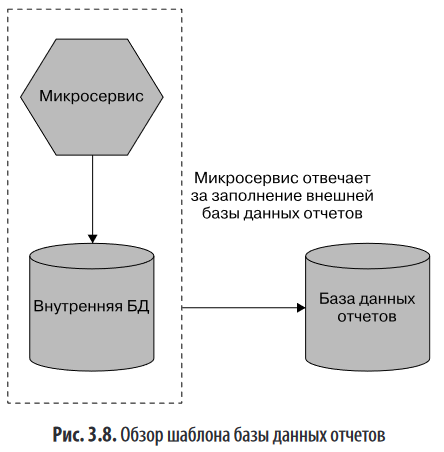 Микросервис
Микросервис отвечает
за заполнение внешней
базы данных отчетов
Внутренняя БД
База данных
отчетов
Рис. 3.8. Обзор шаблона базы данных отчетов